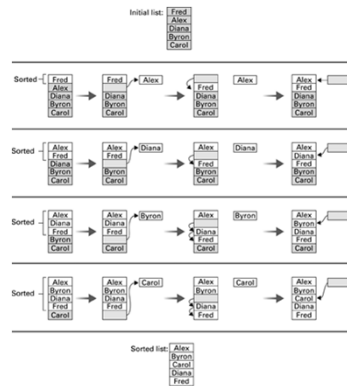 Initial list: Fred
Alex
Diana
Byron
Carol
Sorted Fred Fred Alex Alex Alex
Alex Fred Fred
Diana Diana Diana Diana
Byron Byron Byron Byron
Carol Carol Carol Carol
Sorted Alex Alex Diana Alex Diana Alex
Fred Fred Diana
Diana Fred Fred
Byron Byron Byron Byron
Carol Carol Carol Carol
Sorted Alex Alex Byron Alex Byron Alex
Diana Diana Byron
Fred Fred Diana Diana
Byron Fred Fred
Carol Carol Carol Carol
Sorted Alex Alex Carol Alex Carol Alex
Byron Byron Byron Byron
Diana Diana Carol
Fred Fred Diana Diana
Carol Fred Fred
Sorted list: Alex
Byron
Carol
Diana
Fred